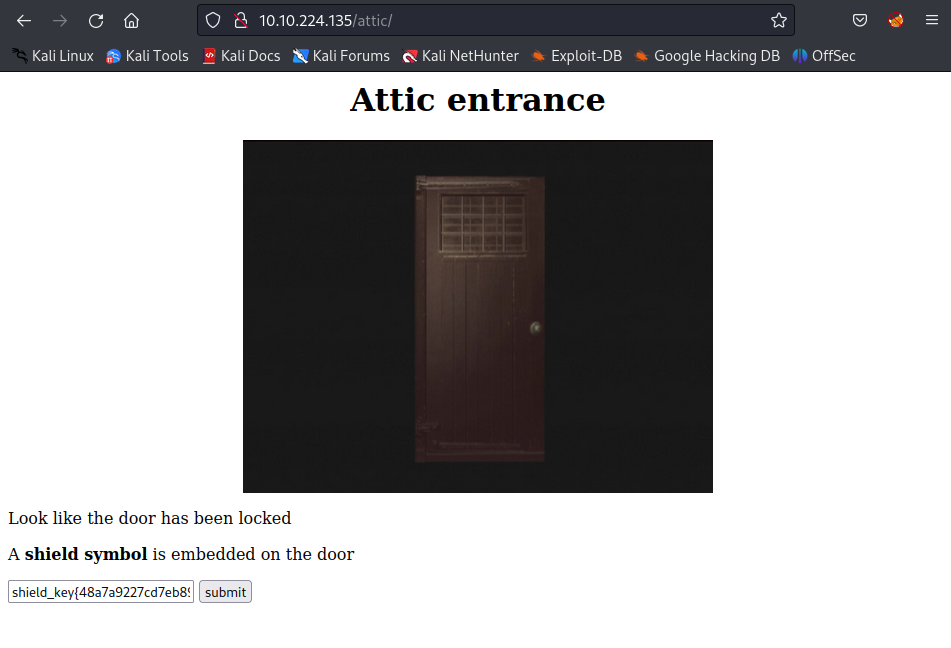 10.10.224.135/attic/
Kali Linux Kali Tools Kali Docs Kali Forums Kali NetHunter Exploit-DB Google Hacking DB OffSec
Attic entrance
Look like the door has been locked
A shield symbol is embedded on the door
shield_key{48a7a9227cd7eb89 submit